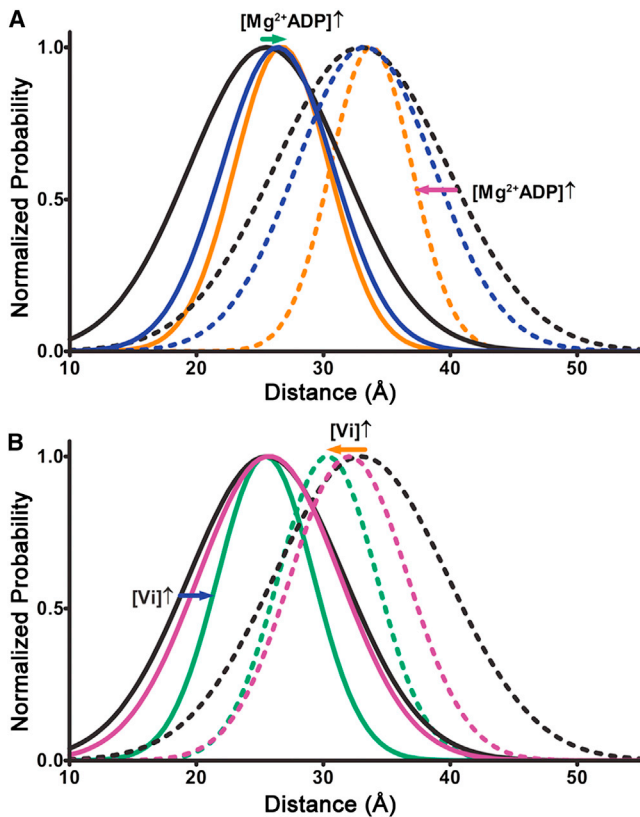 A
[Mg²⁺ADP]↑
1.0
0.5
[Mg²⁺ADP]↑
0.0
Normalized Probability
10 20 30 40 50
Distance (Å)
B
[Vi]↑
1.0
0.5
[Vi]↑
0.0
Normalized Probability
10 20 30 40 50
Distance (Å)